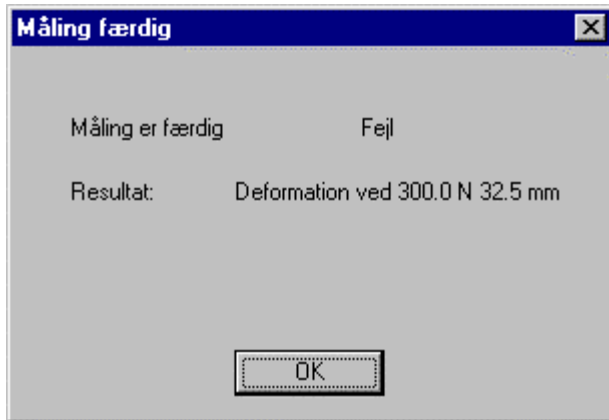 Måling færdig
Måling er færdig Fejl
Resultat: Deformation ved 300.0 N 32.5 mm
OK